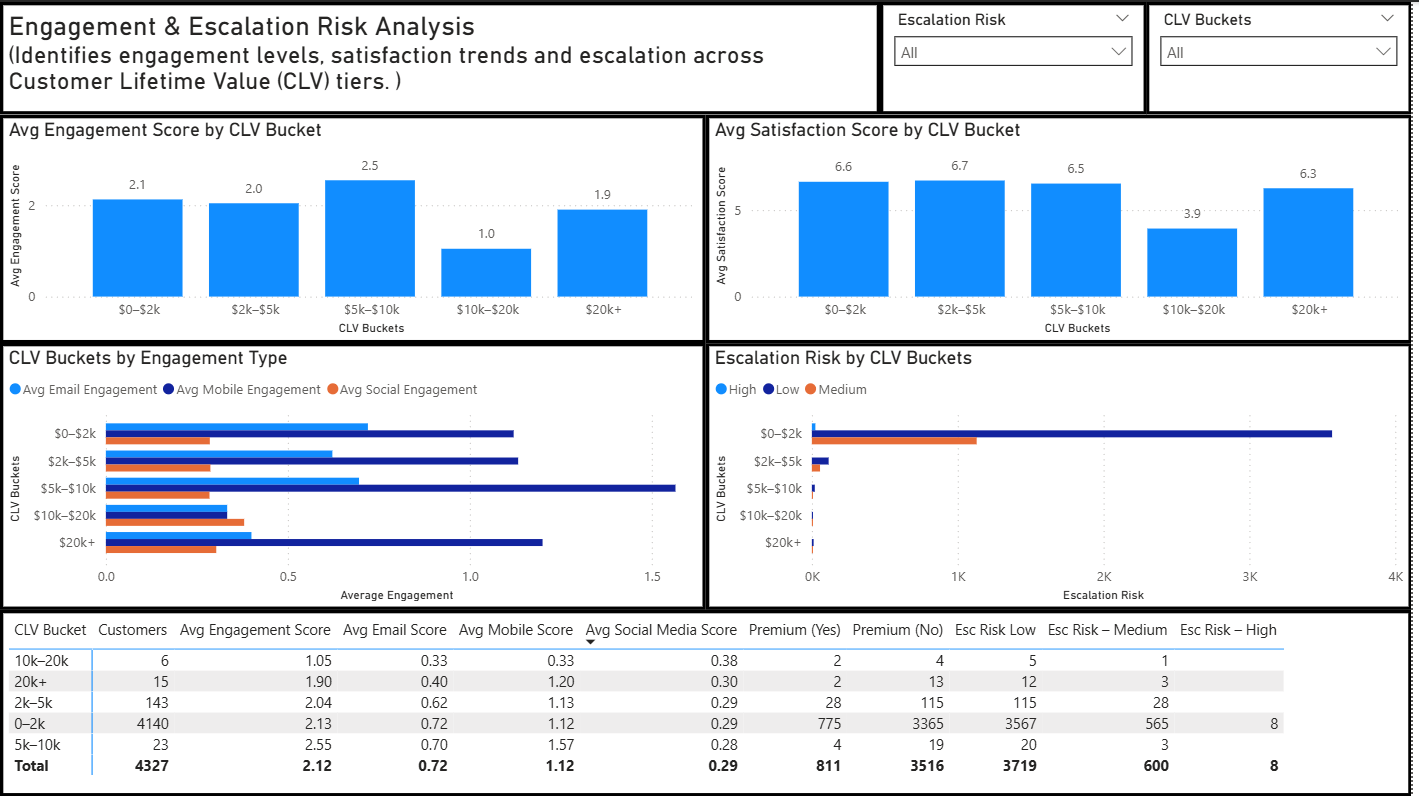 Engagement & Escalation Risk Analysis
(Identifies engagement levels, satisfaction trends and escalation across
Customer Lifetime Value (CLV) tiers. )
Escalation Risk
All
CLV Buckets
All
Avg Engagement Score by CLV Bucket
Avg Engagement Score
2
0
2.1
2.0
2.5
1.0
1.9
$0–$2k
$2k–$5k
$5k–$10k
$10k–$20k
$20k+
CLV Buckets
Avg Satisfaction Score by CLV Bucket
Avg Satisfaction Score
5
0
6.6
6.7
6.5
3.9
6.3
$0–$2k
$2k–$5k
$5k–$10k
$10k–$20k
$20k+
CLV Buckets
CLV Buckets by Engagement Type
Avg Email Engagement Avg Mobile Engagement Avg Social Engagement
CLV Buckets
$0–$2k
$2k–$5k
$5k–$10k
$10k–$20k
$20k+
0.0 0.5 1.0 1.5
Average Engagement
Escalation Risk by CLV Buckets
High Low Medium
CLV Buckets
$0–$2k
$2k–$5k
$5k–$10k
$10k–$20k
$20k+
0K 1K 2K 3K 4K
Escalation Risk
CLV Bucket Customers Avg Engagement Score Avg Email Score Avg Mobile Score Avg Social Media Score Premium (Yes) Premium (No) Esc Risk Low Esc Risk – Medium Esc Risk – High
10k–20k 6 1.05 0.33 0.33 0.38 2 4 5 1
20k+ 15 1.90 0.40 1.20 0.30 2 13 12 3
2k–5k 143 2.04 0.62 1.13 0.29 28 115 115 28
0–2k 4140 2.13 0.72 1.12 0.29 775 3365 3567 565 8
5k–10k 23 2.55 0.70 1.57 0.28 4 19 20 3
Total 4327 2.12 0.72 1.12 0.29 811 3516 3719 600 8